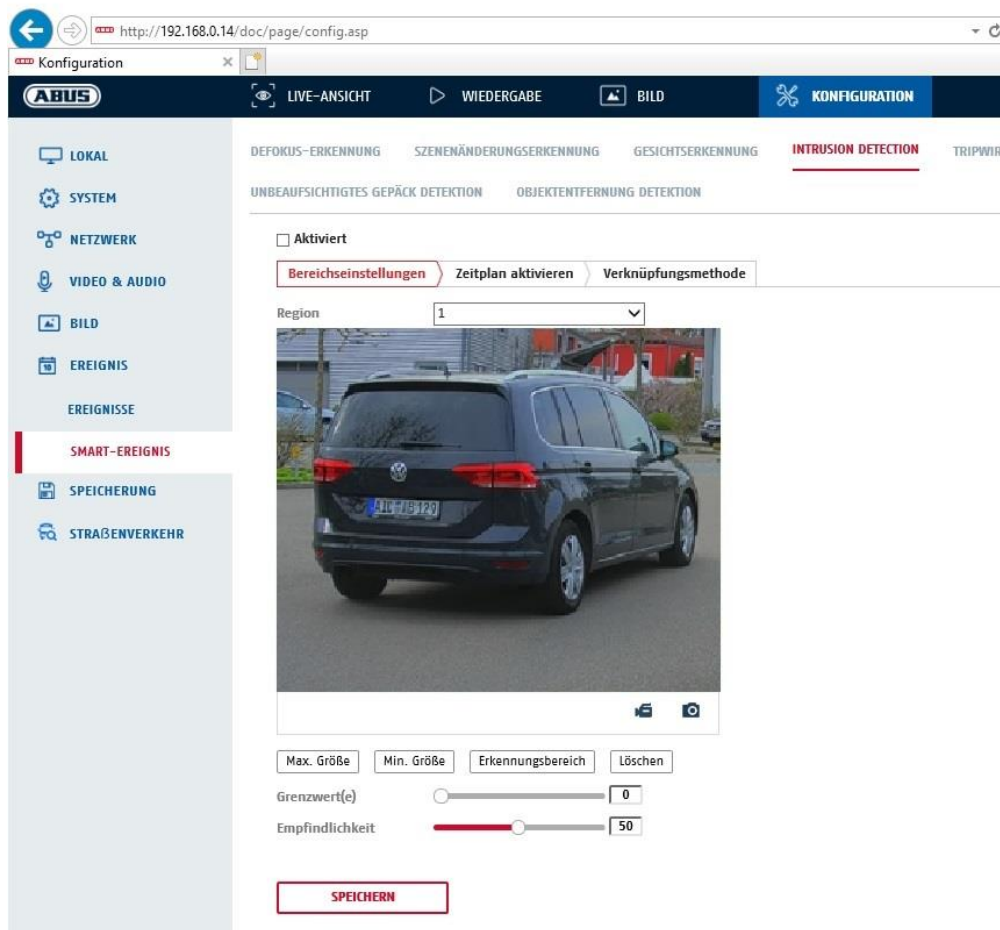 http://192.168.0.14/doc/page/config.asp
Konfiguration
ABUS
LIVE-ANSICHT
WIEDERGABE
BILD
KONFIGURATION
LOKAL
SYSTEM
NETZWERK
VIDEO & AUDIO
BILD
EREIGNIS
EREIGNISSE
SMART-EREIGNIS
SPEICHERUNG
STRAßENVERKEHR
DEFOKUS-ERKENNUNG
SZENENÄNDERUNGSERKENNUNG
GESICHTSERKENNUNG
INTRUSION DETECTION
TRIPWIR
UNBEAUFSICHTIGTES GEPÄCK DETEKTION
OBJEKTENTFERNUNG DETEKTION
Aktiviert
Bereichseinstellungen
Zeitplan aktivieren
Verknüpfungsmethode
Region
1
Max. Größe
Min. Größe
Erkennungsbereich
Löschen
Grenzwert(e)
0
Empfindlichkeit
50
SPEICHERN